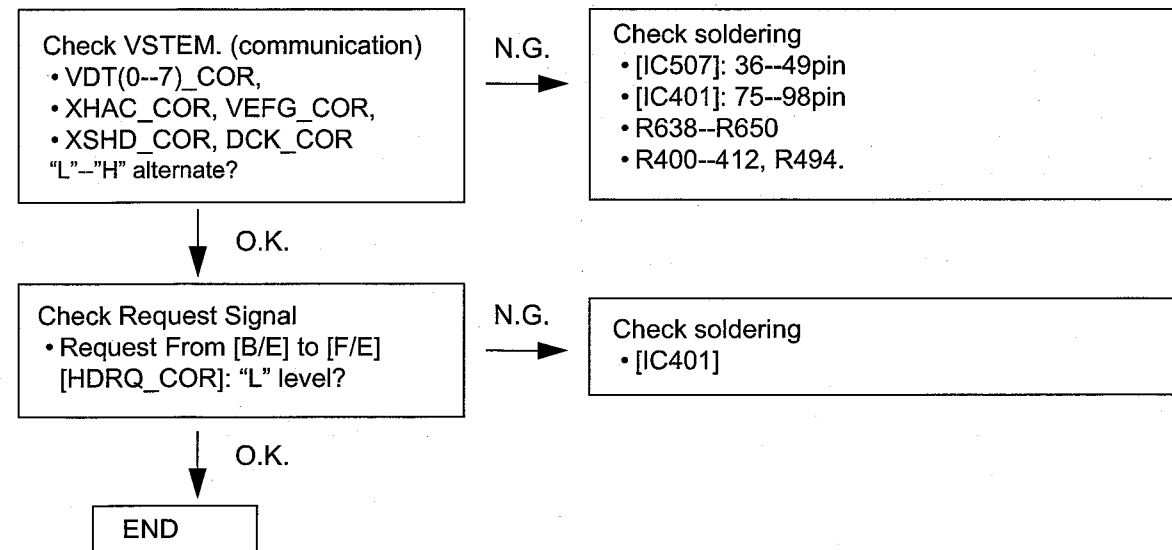 Check VSTEM. (communication)
• VDT(0--7)_COR,
• XHAC_COR, VEFG_COR,
• XSHD_COR, DCK_COR
“L”--”H” alternate?
N.G.
Check soldering
• [IC507]: 36--49pin
• [IC401]: 75--98pin
• R638--R650
• R400--412, R494.
O.K.
Check Request Signal
• Request From [B/E] to [F/E]
[HDRQ_COR]: “L” level?
N.G.
Check soldering
• [IC401]
O.K.
END